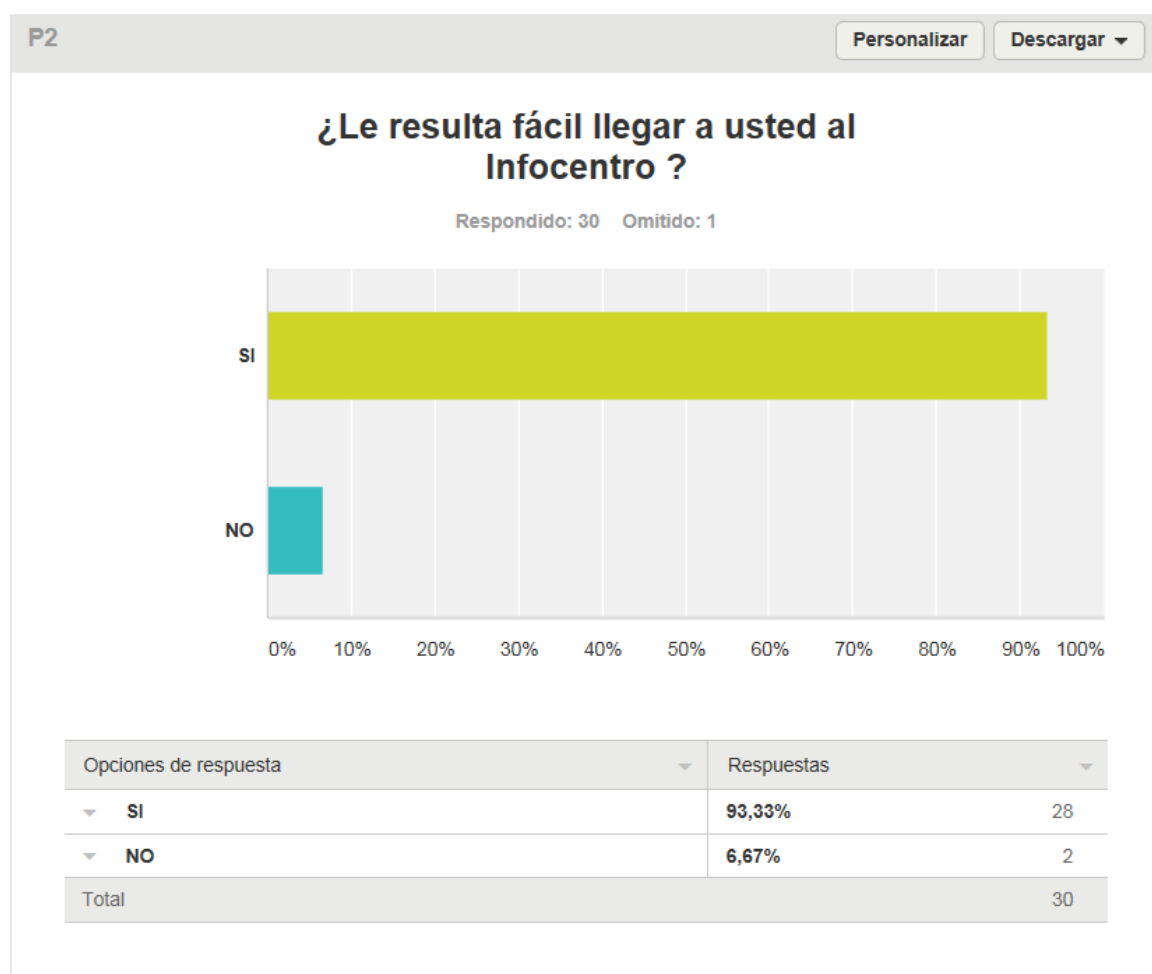 P2
Personalizar
Descargar
¿Le resulta fácil llegar a usted al
Infocentro ?
Respondido: 30 Omitido: 1
SI
NO
0% 10% 20% 30% 40% 50% 60% 70% 80% 90% 100%
Opciones de respuesta Respuestas
SI 93,33% 28
NO 6,67% 2
Total 30